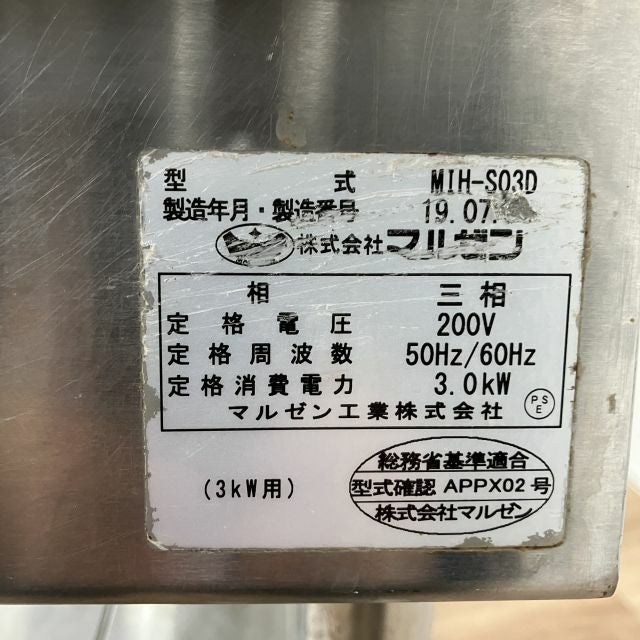 型式 MIH-S03D
製造年月・製造番号 19.07.
株式会社マルゼン
相 三相
定格電圧 200V
定格周波数 50Hz/60Hz
定格消費電力 3.0kW
マルゼン工業株式会社 PSE
(3kW用)
総務省基準適合
型式確認 APPX02 号
株式会社マルゼン